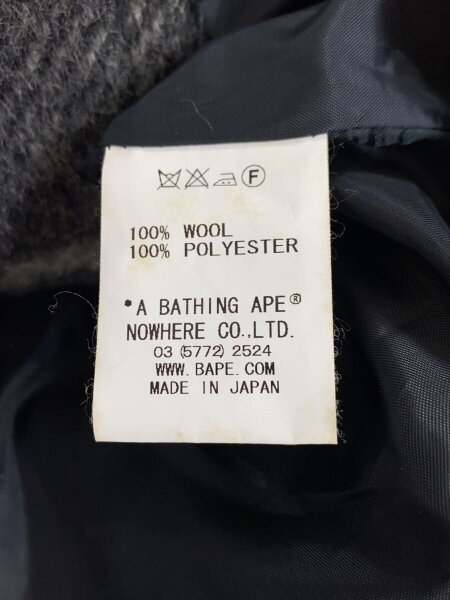 F
100% WOOL
100% POLYESTER
*A BATHING APE®
NOWHERE CO.,LTD.
03 (5772) 2524
WWW. BAPE. COM
MADE IN JAPAN